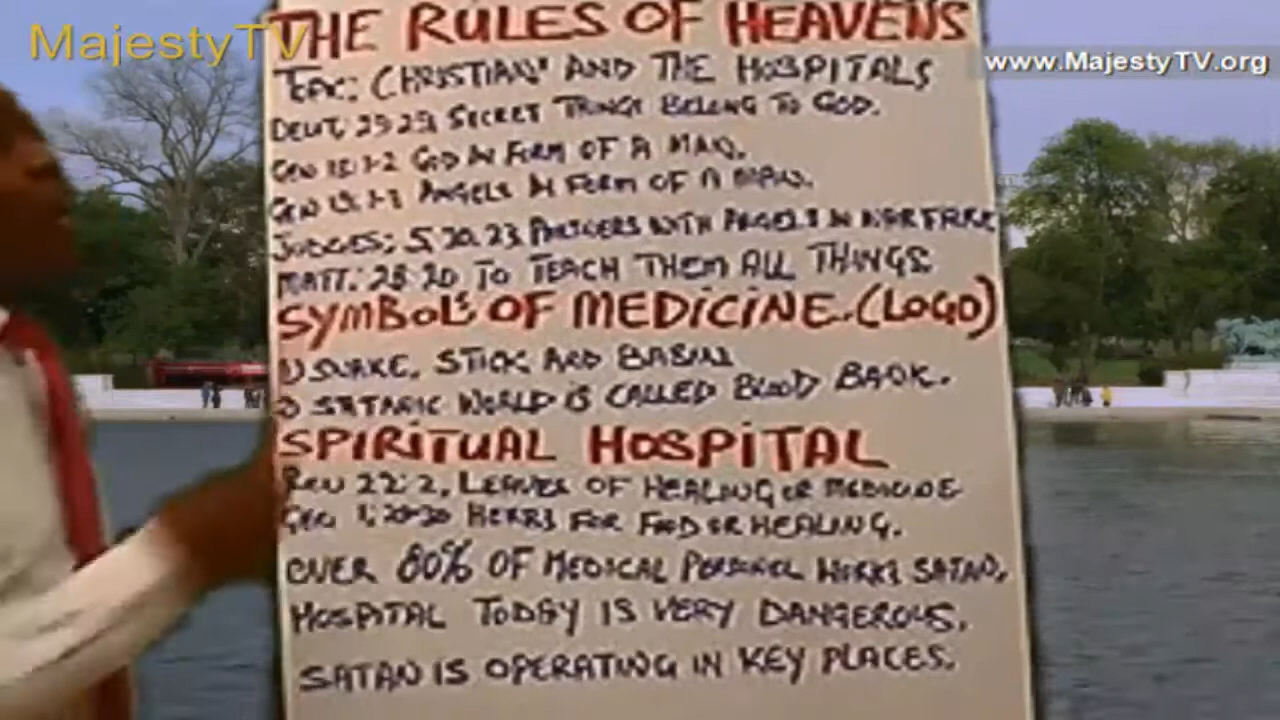 MajestyTV
www.MajestyTV.org
THE RULES OF HEAVENS
TOPIC: CHRISTIAN" AND THE HOSPITALS
DEUT, 29:29, SECRET THINGS BELONG TO GOD.
GEN 18:1-2 GOD IN FORM OF A MAN.
GEN 19:1-1 ANGELS IN FORM OF A MAN.
JUDGES; 5, 20, 23, PARTNERS WITH ANGELS IN WARFARE
MATT: 28:20, TO TEACH THEM ALL THINGS
SYMBOLS OF MEDICINE. (LOGO)
1) SNAKE, STICK AND BASIN
2 SATANIC WORLD IS CALLED BLOOD BANK.
SPIRITUAL HOSPITAL
REV 22:2, LEAVES OF HEALING OR MEDICINE
GEN 1, 29-30 HERBS FOR FOOD OR HEALING.
OVER 80% OF MEDICAL PERSONEL WORKS SATAN,
HOSPITAL TODAY IS VERY DANGEROUS.
SATAN IS OPERATING IN KEY PLACES.